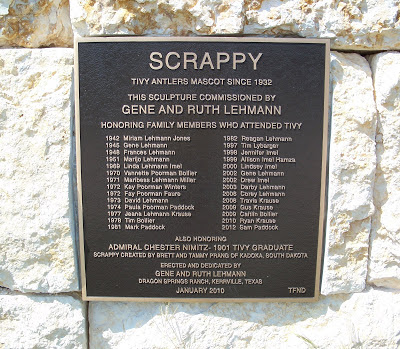 SCRAPPY
TIVY ANTLERS MASCOT SINCE 1932
THIS SCULPTURE COMMISSIONED BY
GENE AND RUTH LEHMANN
HONORING FAMILY MEMBERS WHO ATTENDED TIVY
1942 Miriam Lehmann Jones
1945 Gene Lehmann
1948 Frances Lehmann
1951 Marijo Lehmann
1969 Linda Lehmann Imel
1970 Vannette Poorman Bollier
1971 Maribess Lehmann Miller
1972 Kay Poorman Winters
1972 Fay Poorman Faure
1973 David Lehmann
1974 Paula Poorman Paddock
1977 Jeana Lehmann Krause
1978 Tim Bollier
1981 Mark Paddock
1982 Reagan Lehmann
1997 Tim Lybarger
1998 Jennifer Imel
1999 Alison Imel Hamza
2000 Lindsey Imel
2002 Gene Lehmann
2002 Drew Imel
2003 Darby Lehmann
2006 Corey Lehmann
2006 Travis Krause
2009 Gus Krause
2009 Caitlin Bollier
2010 Ryan Krause
2012 Sam Paddock
ALSO HONORING
ADMIRAL CHESTER NIMITZ- 1901 TIVY GRADUATE
SCRAPPY CREATED BY BRETT AND TAMMY PRANG OF KADOKA, SOUTH DAKOTA
ERECTED AND DEDICATED BY
GENE AND RUTH LEHMANN
DRAGON SPRINGS RANCH, KERRVILLE, TEXAS
JANUARY 2010
TFND